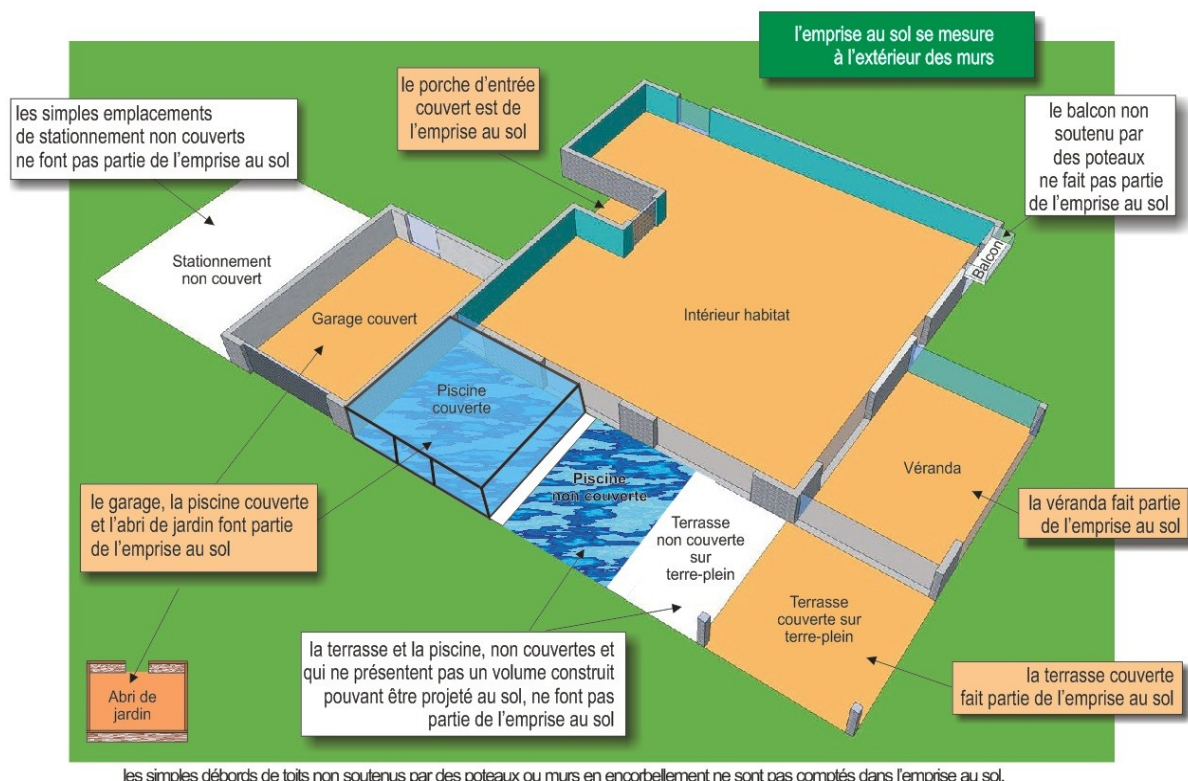 l'emprise au sol se mesure
à l'extérieur des murs
le porche d'entrée
couvert est de
l'emprise au sol
les simples emplacements
de stationnement non couverts
ne font pas partie de l'emprise au sol
le balcon non
soutenu par
des poteaux
ne fait pas partie
de l'emprise au sol
Balcon
Stationnement
non couvert
Garage couvert
Intérieur habitat
Piscine
couverte
Piscine
non couverte
Véranda
la véranda fait partie
de l'emprise au sol
le garage, la piscine couverte
et l'abri de jardin font partie
de l'emprise au sol
Terrasse
non couverte
sur
terre-plein
Terrasse
couverte sur
terre-plein
la terrasse et la piscine, non couvertes et
qui ne présentent pas un volume construit
pouvant être projeté au sol, ne font pas
partie de l'emprise au sol
la terrasse couverte
fait partie de l'emprise au sol
Abri de
jardin
les simples débords de toits non soutenus par des poteaux ou murs en encorbellement ne sont pas comptés dans l'emprise au sol.